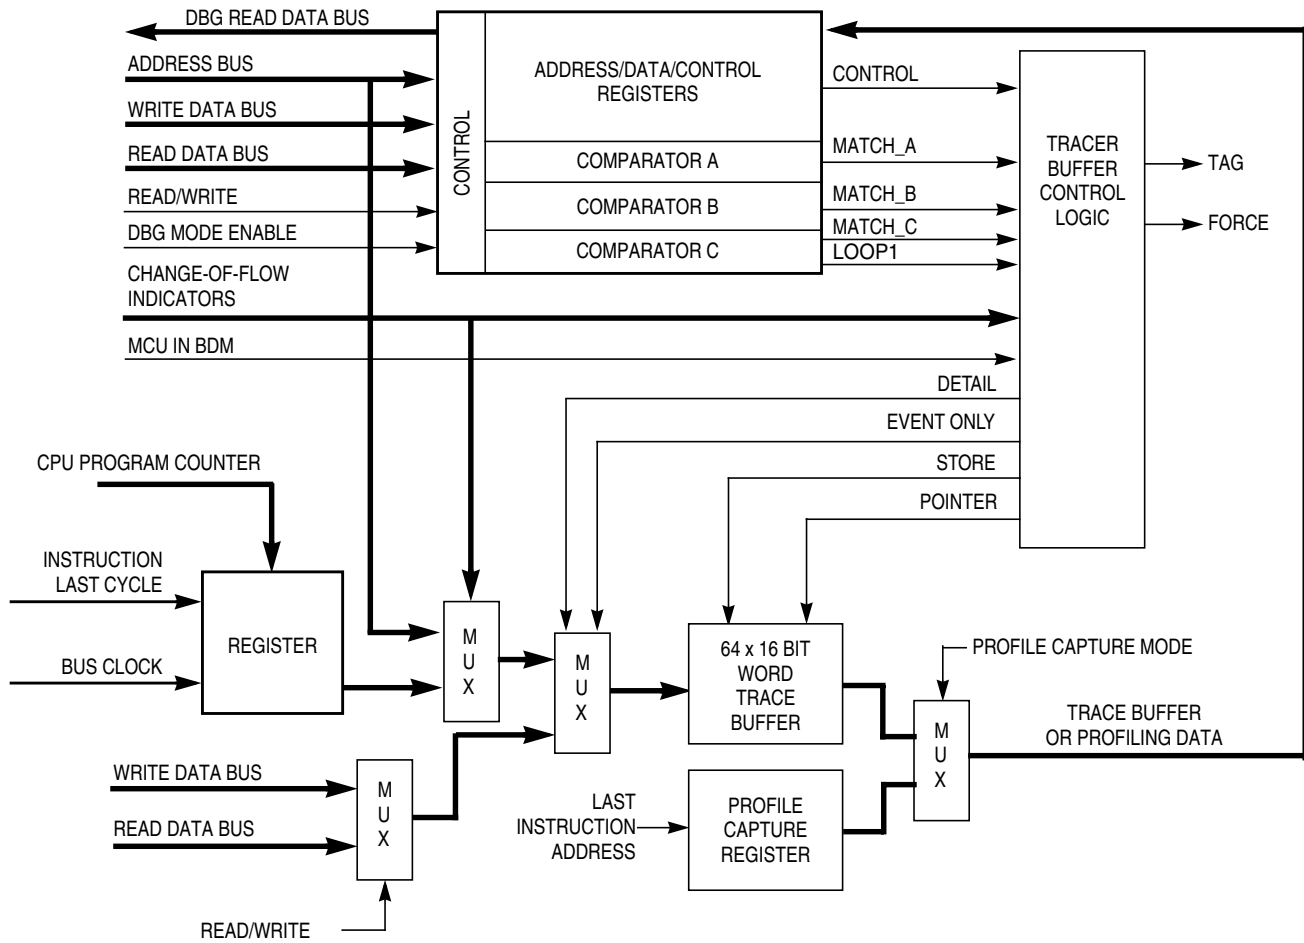 DBG READ DATA BUS
ADDRESS BUS
WRITE DATA BUS
READ DATA BUS
READ/WRITE
DBG MODE ENABLE
CHANGE-OF-FLOW
INDICATORS
MCU IN BDM
CONTROL
ADDRESS/DATA/CONTROL
REGISTERS
COMPARATOR A
COMPARATOR B
COMPARATOR C
CONTROL
MATCH_A
MATCH_B
MATCH_C
LOOP1
TRACER
BUFFER
CONTROL
LOGIC
TAG
FORCE
DETAIL
EVENT ONLY
STORE
POINTER
CPU PROGRAM COUNTER
INSTRUCTION
LAST CYCLE
BUS CLOCK
REGISTER
M
U
X
M
U
X
64 x 16 BIT
WORD
TRACE
BUFFER
PROFILE CAPTURE MODE
M
U
X
TRACE BUFFER
OR PROFILING DATA
WRITE DATA BUS
READ DATA BUS
M
U
X
READ/WRITE
LAST
INSTRUCTION
ADDRESS
PROFILE
CAPTURE
REGISTER